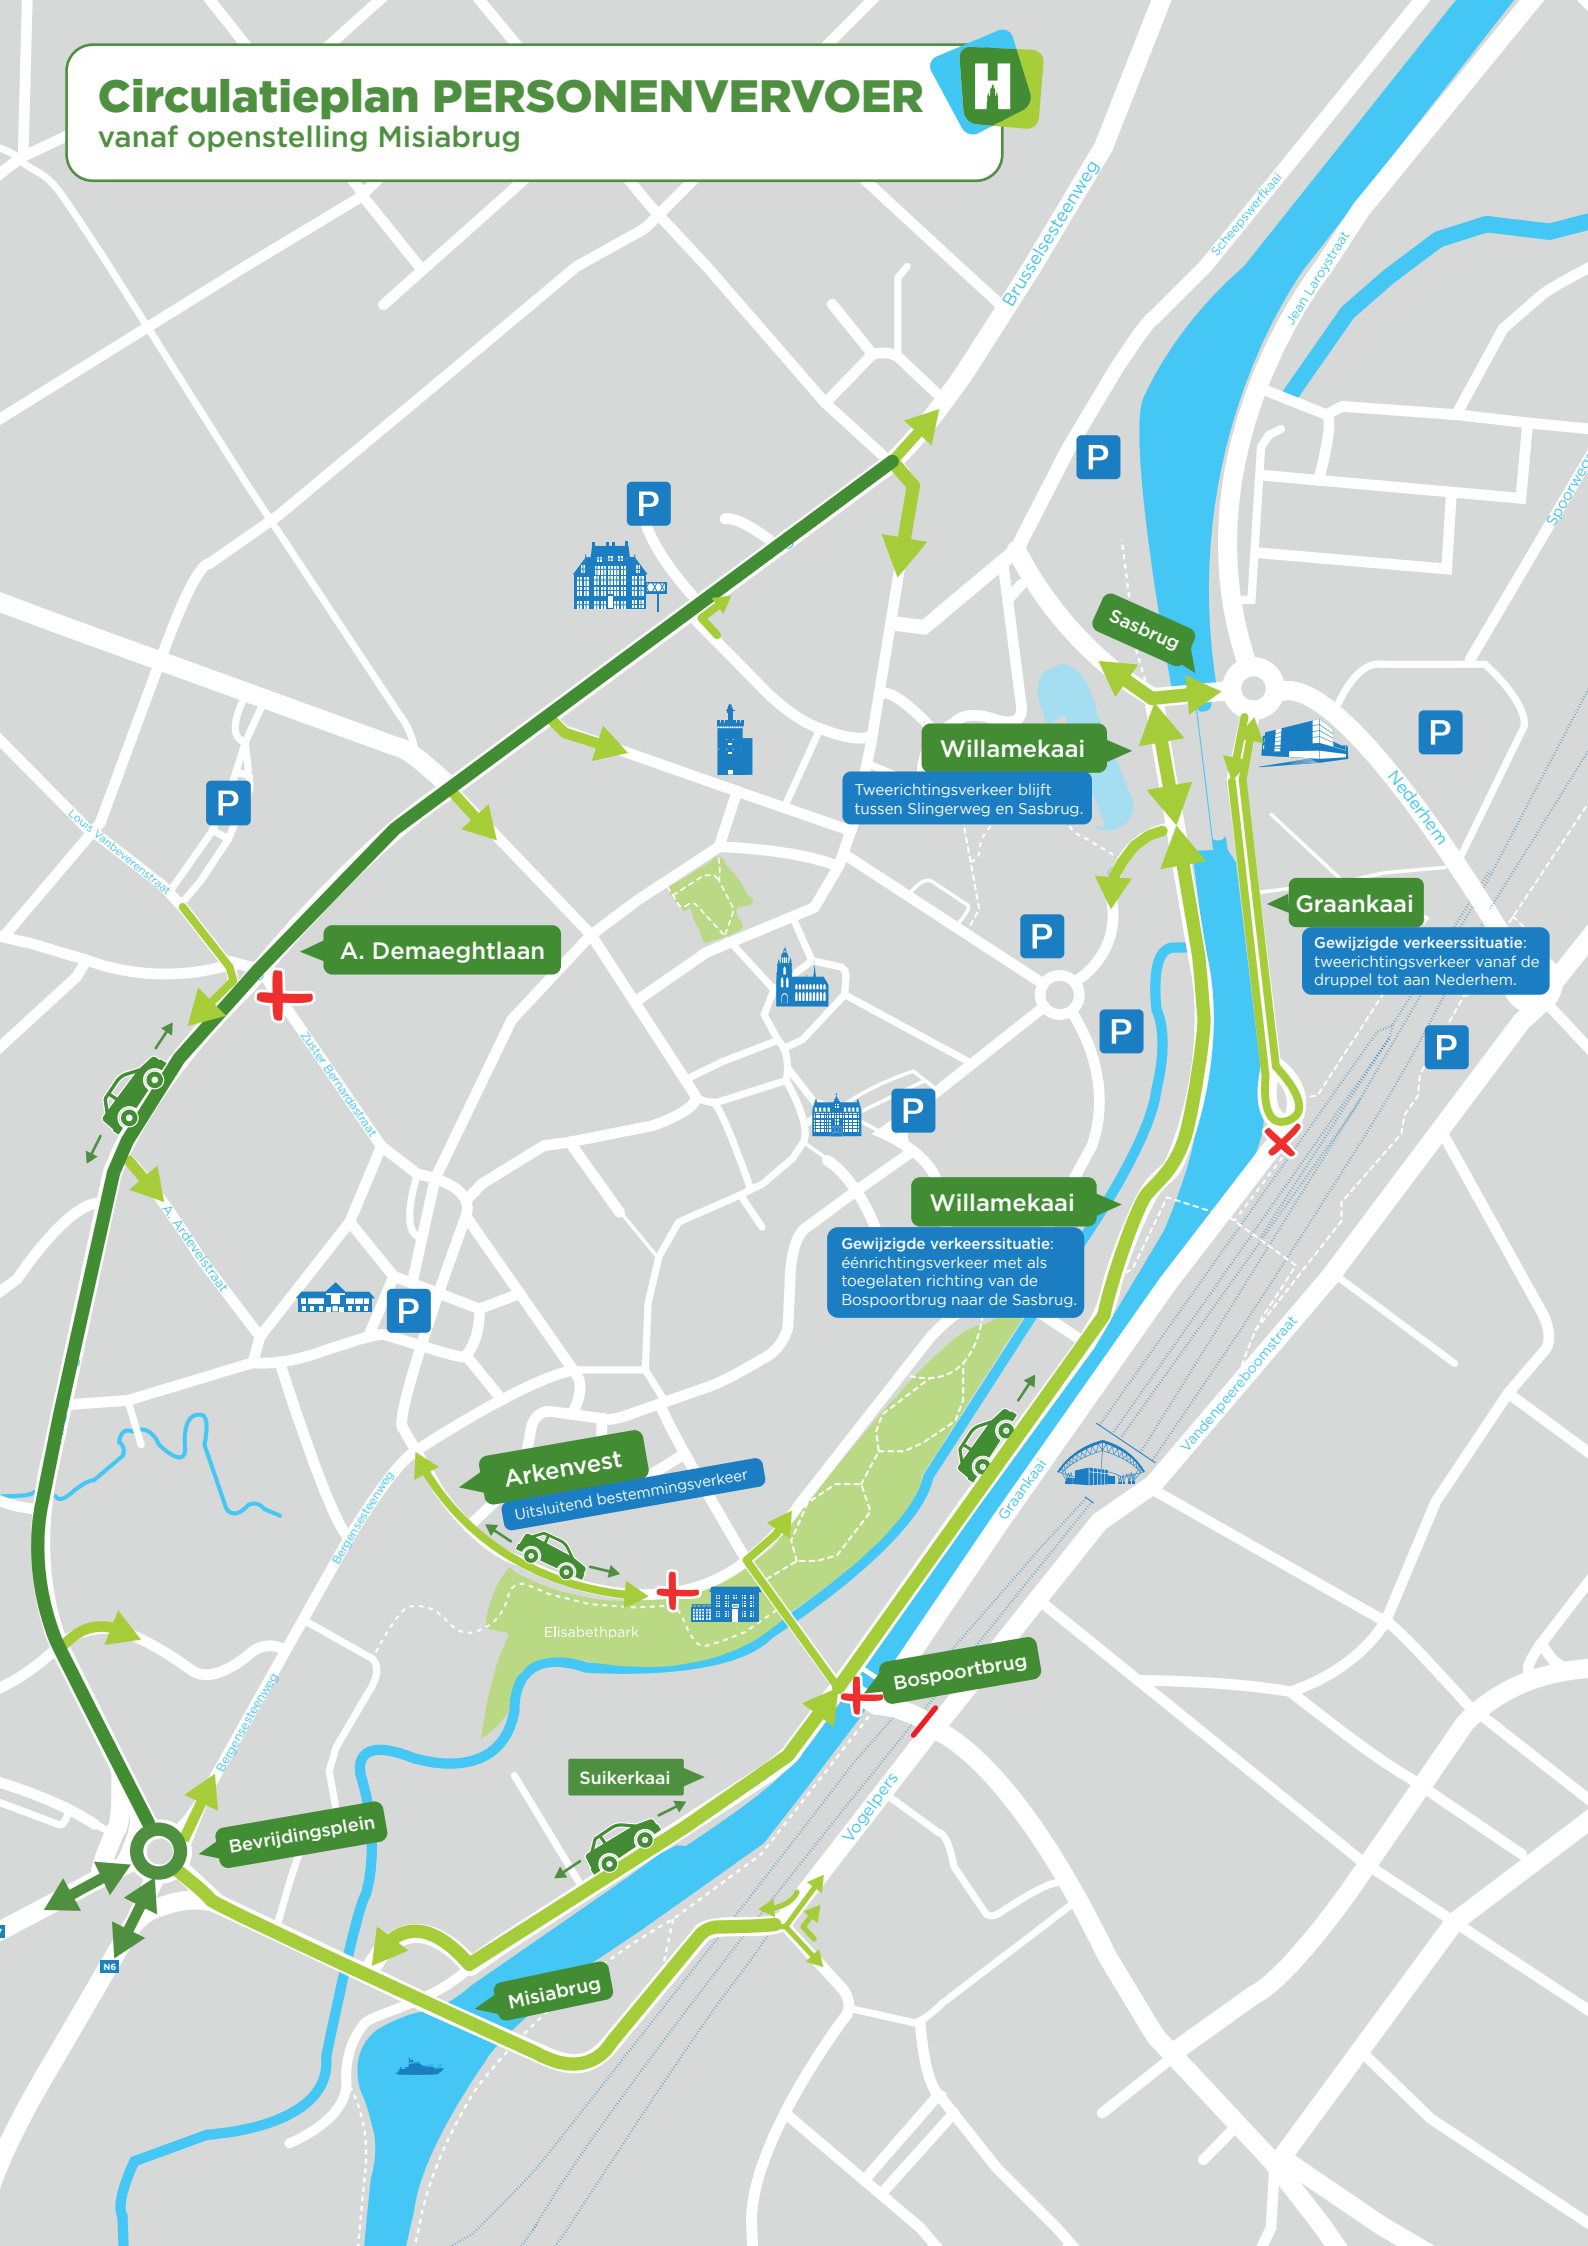 Circulatieplan PERSONENVERVOER
vanaf openstelling Misiabrug
H
Brusselsesteenweg
Scheepswerfkaai
Jean Laroystraat
P
P
Sasbrug
Willamekaai
Tweerichtingsverkeer blijft
tussen Slingerweg en Sasbrug.
P
Nederhem
P
Louis Vanbeverenstraat
Graankaai
Gewijzigde verkeerssituatie:
tweerichtingsverkeer vanaf de
druppel tot aan Nederhem.
A. Demaeghtlaan
P
P
P
Zuster Bernardastraat
P
Willamekaai
Gewijzigde verkeerssituatie:
éénrichtingsverkeer met als
toegelaten richting van de
Bospoortbrug naar de Sasbrug.
A. Ardevelstraat
P
Vandenpeereboomstraat
Arkenvest
Uitsluitend bestemmingsverkeer
Graankaai
Bergensesteenweg
Elisabethpark
Bospoortbrug
Bergensesteenweg
Suikerkaai
Vogelpers
Bevrijdingsplein
N6
Misiabrug